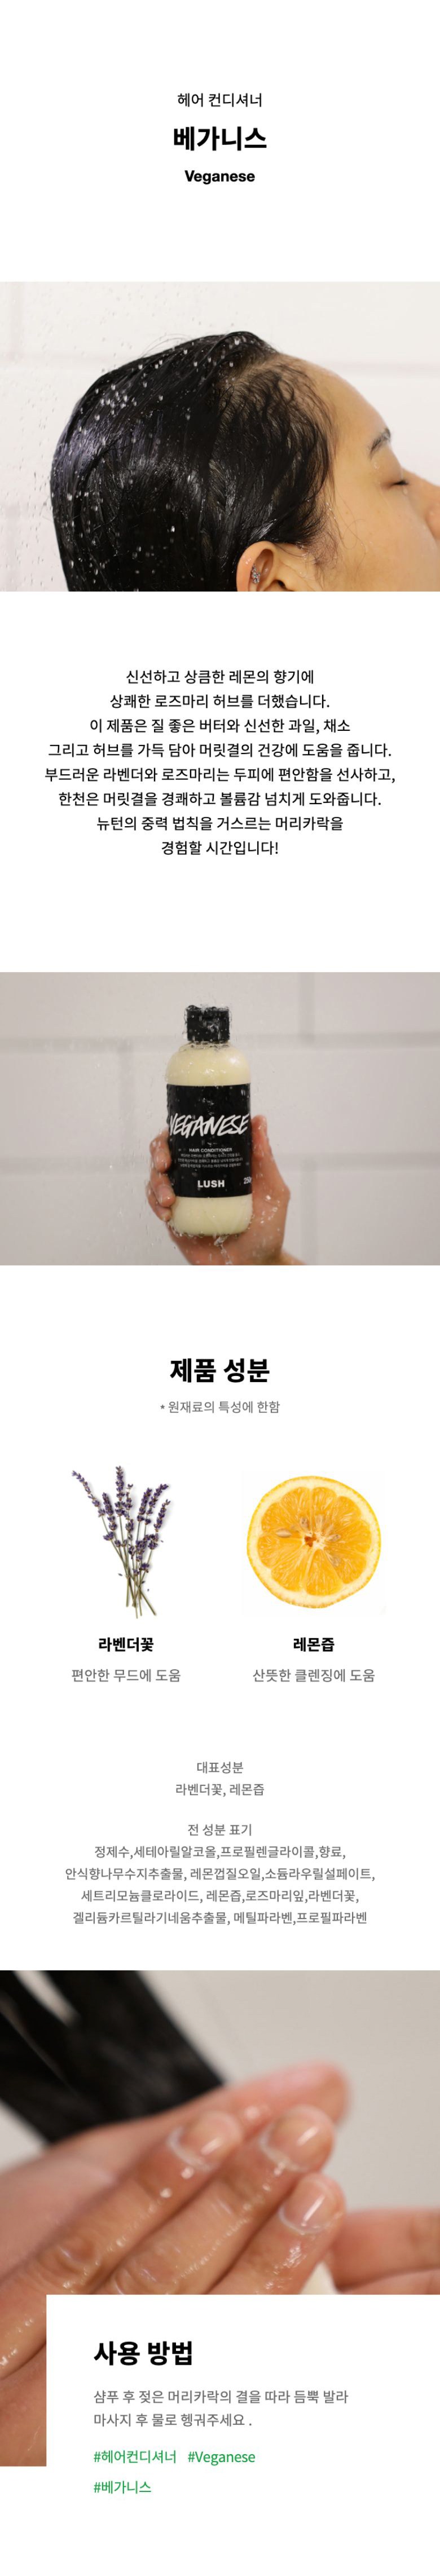 헤어 컨디셔너
베가니스
Veganese
신선하고 상큼한 레몬의 향기에
상쾌한 로즈마리 허브를 더했습니다.
이 제품은 질 좋은 버터와 신선한 과일, 채소
그리고 허브를 가득 담아 머릿결의 건강에 도움을 줍니다.
부드러운 라벤더와 로즈마리는 두피에 편안함을 선사하고,
한천은 머릿결을 경쾌하고 볼륨감 넘치게 도와줍니다.
뉴턴의 중력 법칙을 거스르는 머리카락을
경험할 시간입니다!
VEGANESE
HAIR CONDITIONER
LUSH
제품 성분
* 원재료의 특성에 한함
라벤더꽃 레몬즙
편안한 무드에 도움 산뜻한 클렌징에 도움
대표성분
라벤더꽃, 레몬즙
전 성분 표기
정제수,세테아릴알코올,프로필렌글라이콜,향료,
안식향나무수지추출물, 레몬껍질오일,소듐라우릴설페이트,
세트리모늄클로라이드, 레몬즙,로즈마리잎,라벤더꽃,
겔리듐카르틸라기네움추출물, 메틸파라벤,프로필파라벤
사용 방법
샴푸 후 젖은 머리카락의 결을 따라 듬뿍 발라
마사지 후 물로 헹궈주세요 .
#헤어컨디셔너 #Veganese
#베가니스